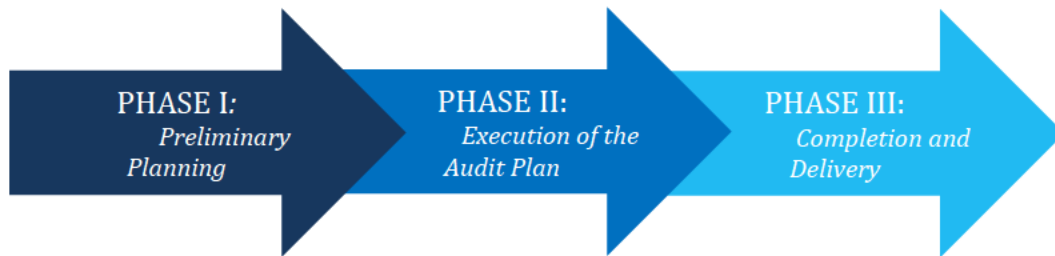 PHASE I:
Preliminary
Planning
PHASE II:
Execution of the
Audit Plan
PHASE III:
Completion and
Delivery